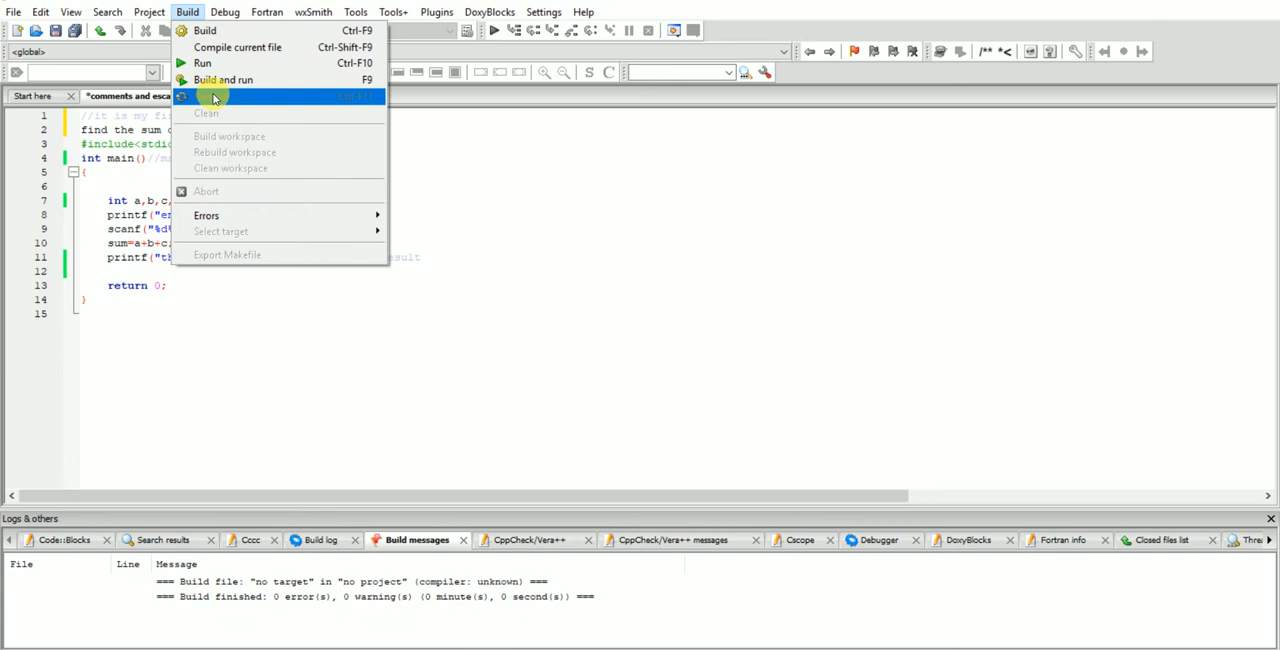 File Edit View Search Project Build Debug Fortran wxSmith Tools Tools+ Plugins DoxyBlocks Settings Help
Build Ctrl-F9
Compile current file Ctrl-Shift-F9
Run Ctrl-F10
Build and run F9
Clean
Build workspace
Rebuild workspace
Clean workspace
Abort
Errors
Select target
Export Makefile
<global>
/** *<
S C
Start here *comments and esca
1 //it is my fi
2 find the sum
3 #include<stdi
4 int main()//ma
5 {
6
7 int a,b,c,
8 printf("en
9 scanf("%d%
10 sum=a+b+c;
11 printf("th esult
12
13 return 0;
14 }
15
Logs & others
Code::Blocks Search results Cccc Build log Build messages CppCheck/Vera++ CppCheck/Vera++ messages Cscope Debugger DoxyBlocks Fortran info Closed files list Threa
File Line Message
=== Build file: "no target" in "no project" (compiler: unknown) ===
=== Build finished: 0 error(s), 0 warning(s) (0 minute(s), 0 second(s)) ===